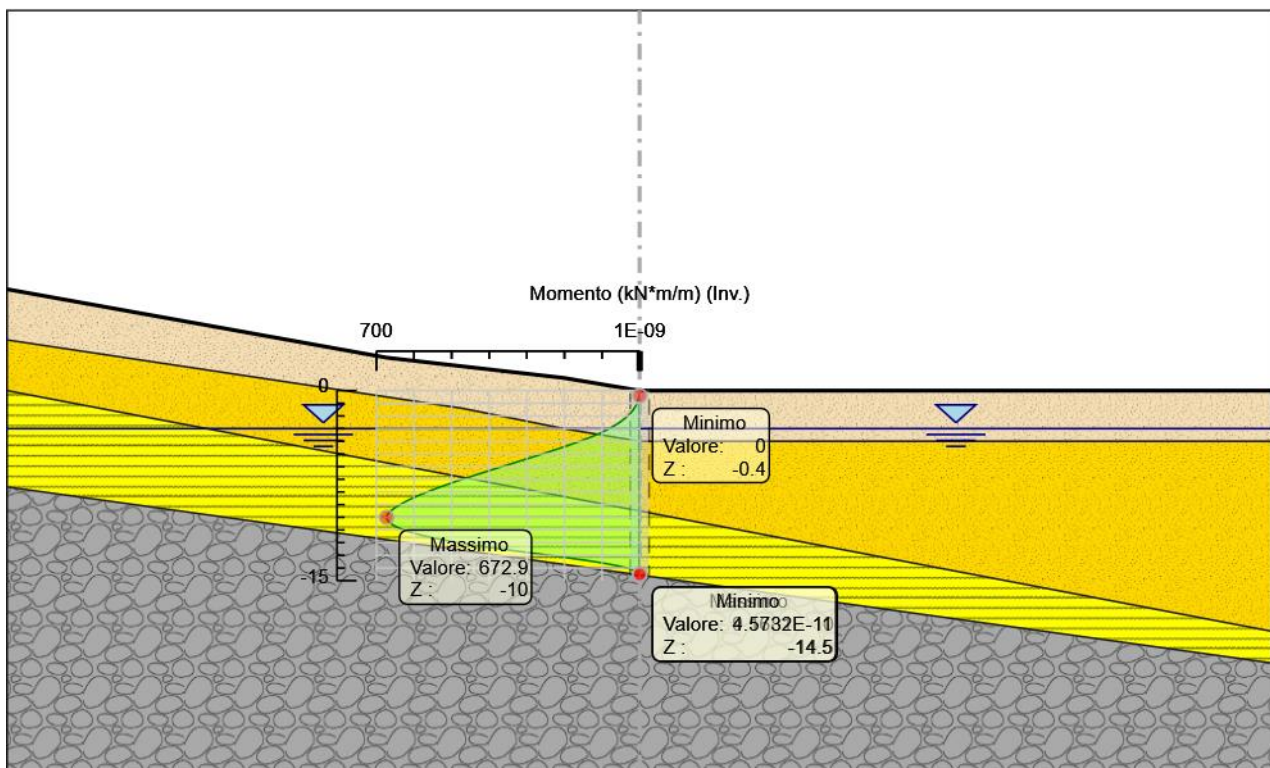 Momento (kN*m/m) (Inv.)
700 1E-09
0
Minimo
Valore: 0
Z : -0.4
Massimo
Valore: 672.9
Z : -10
-15
Minimo
Valore: 4.5732E-11
Z : -14.5